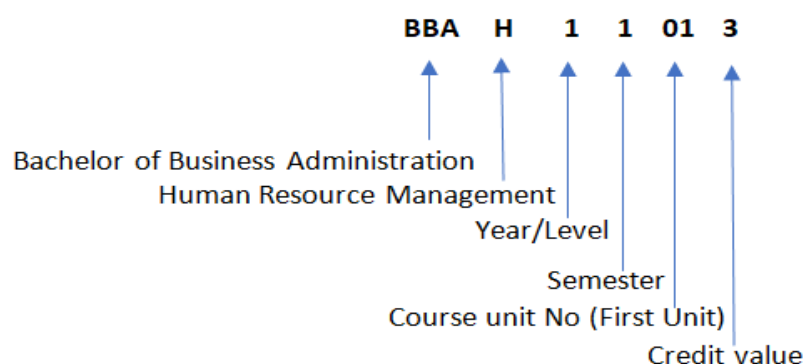 BBA H 1 1 01 3
Bachelor of Business Administration
Human Resource Management
Year/Level
Semester
Course unit No (First Unit)
Credit value